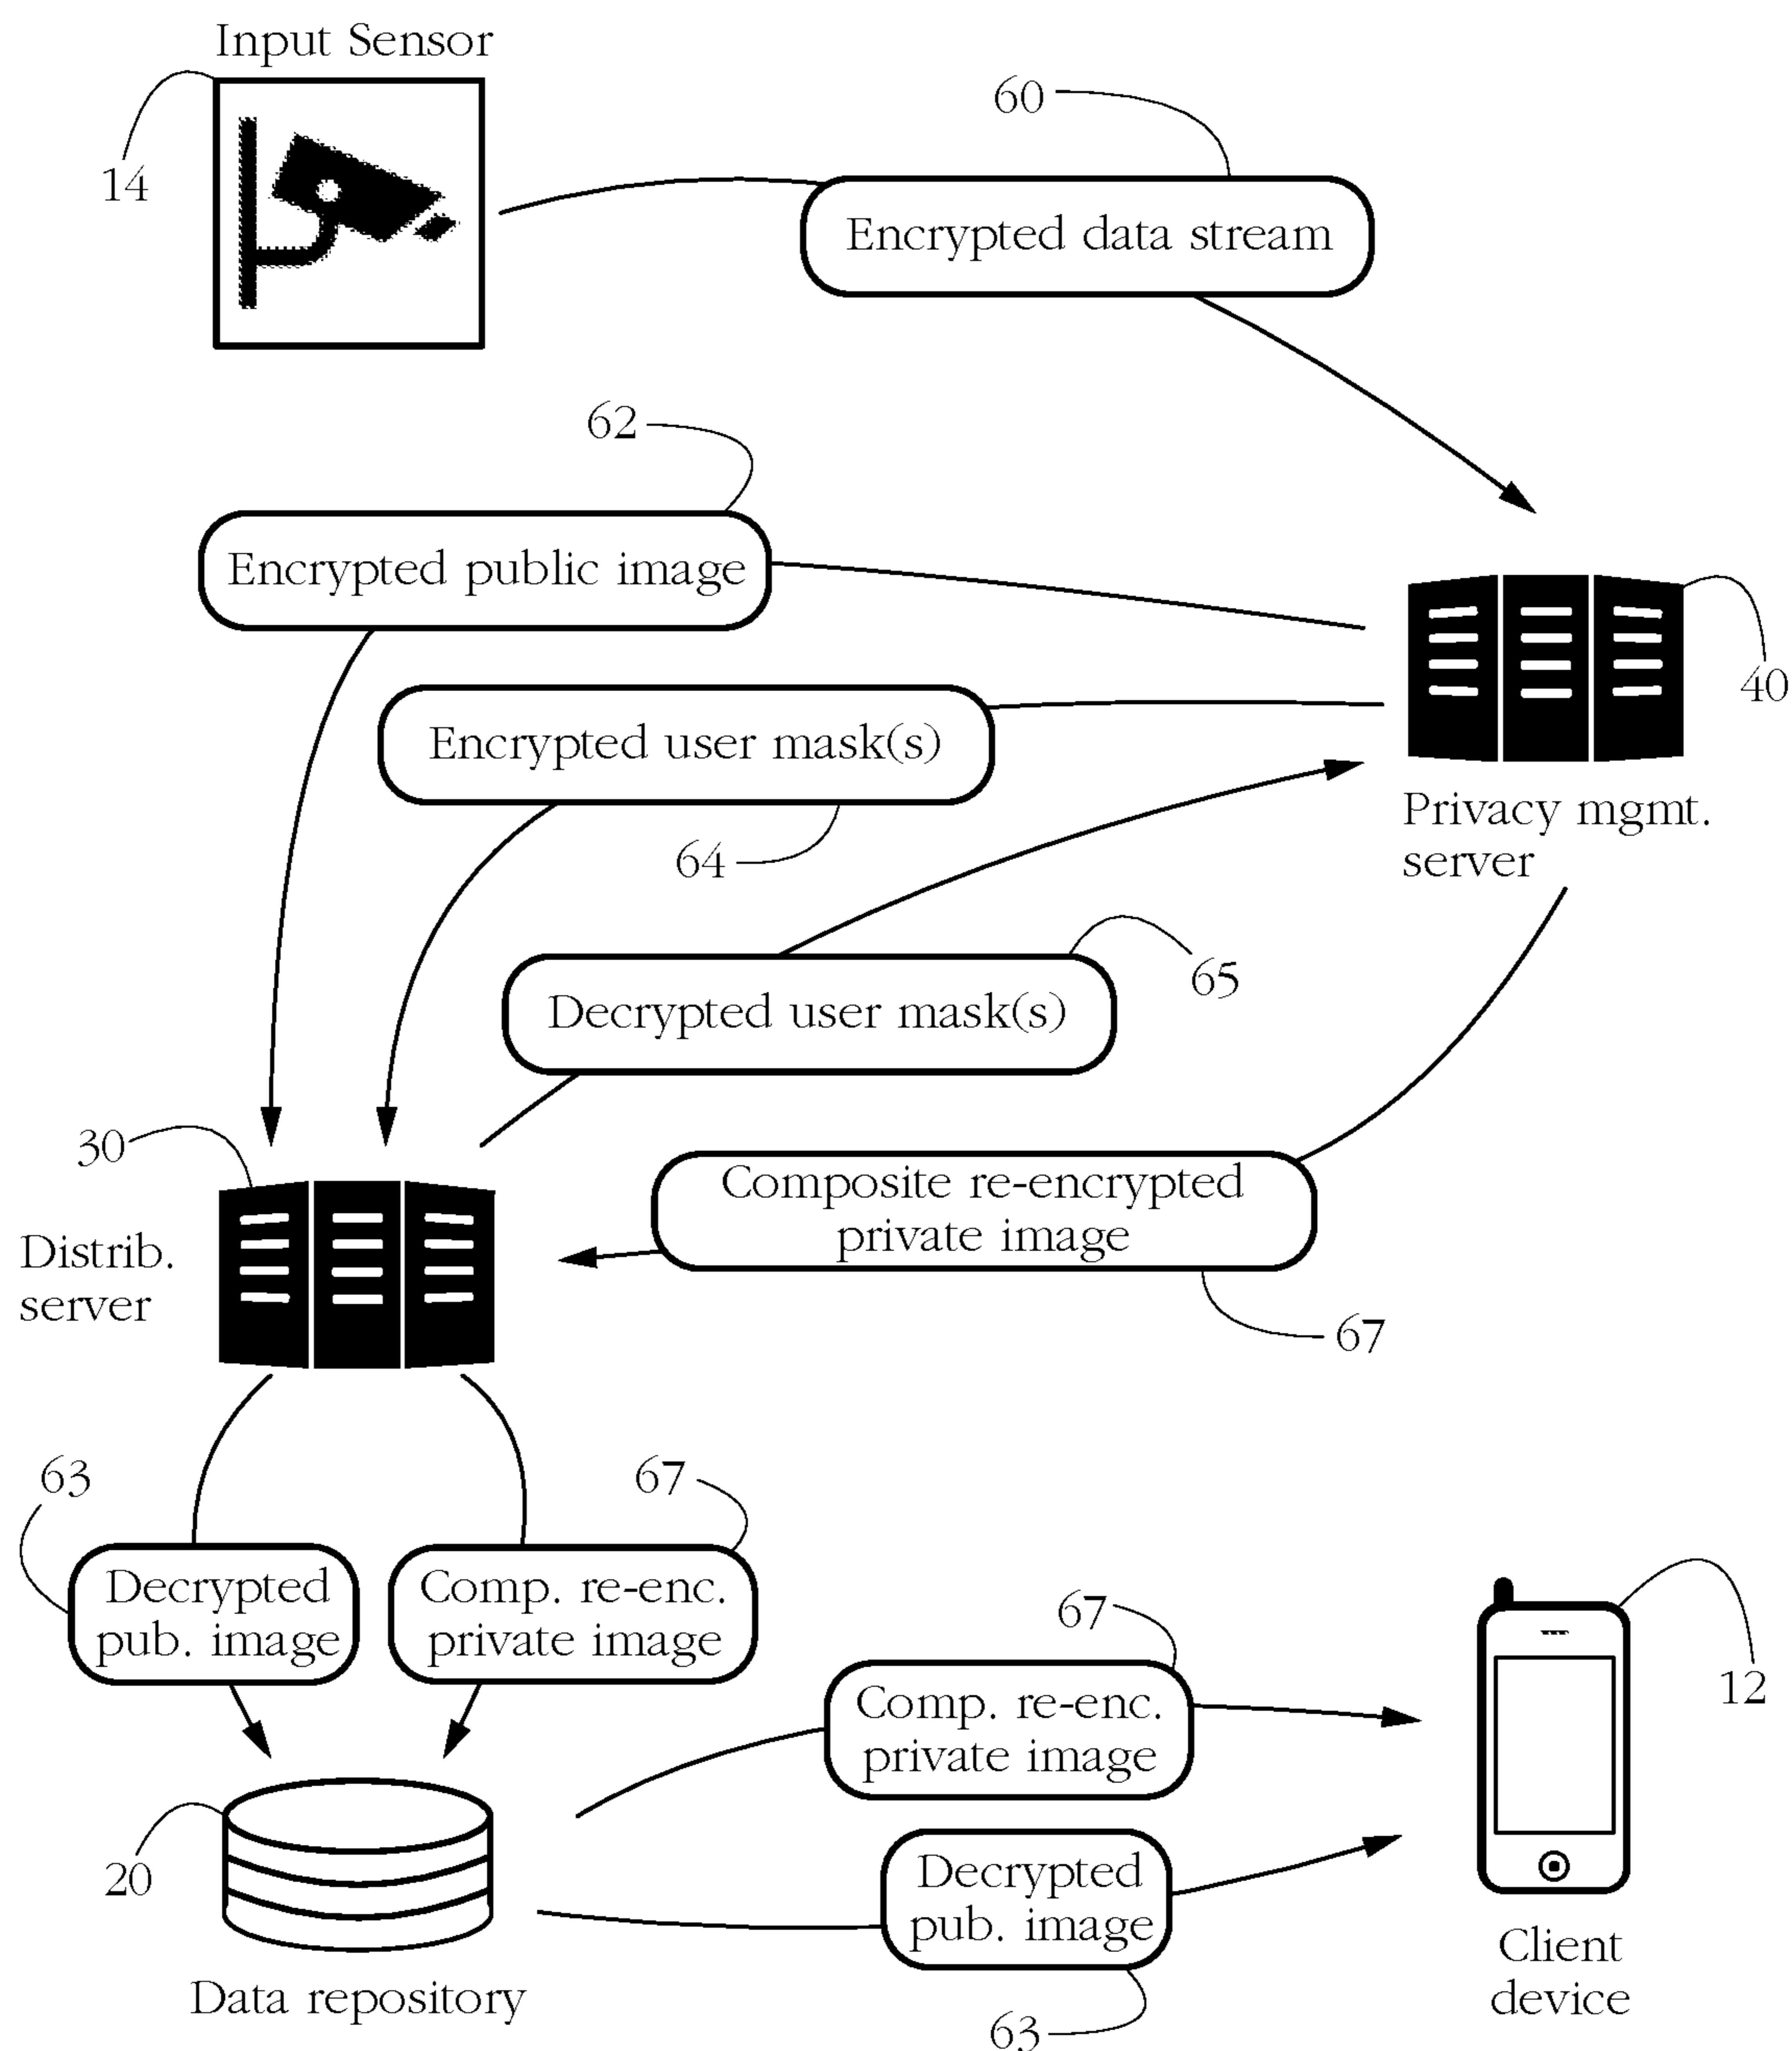 Input Sensor
14
60
Encrypted data stream
62
Encrypted public image
40
Encrypted user mask(s)
Privacy mgmt.
server
64
65
Decrypted user mask(s)
30
Composite re-encrypted
private image
Distrib.
server
67
63
67
Decrypted
pub. image
Comp. re-enc.
private image
67
Comp. re-enc.
private image
12
20
Decrypted
pub. image
Client
device
Data repository
63